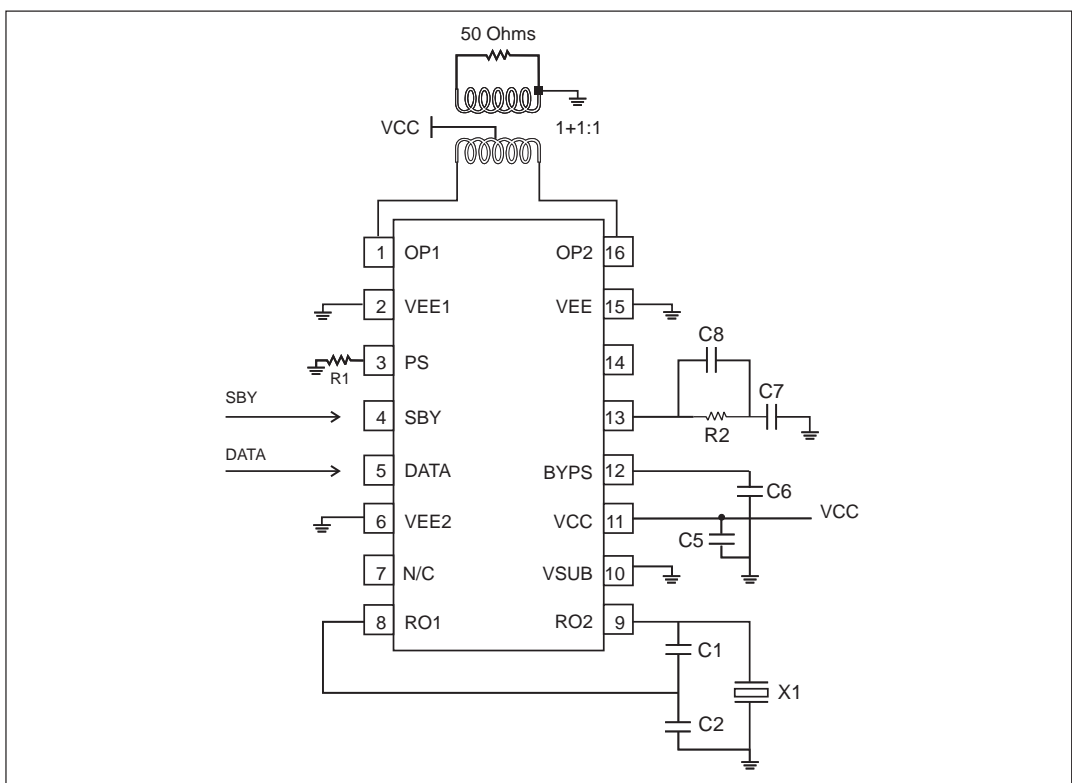 50 Ohms
VCC
1+1:1
1 OP1 OP2 16
2 VEE1 VEE 15
3 PS 14
R1
C8
SBY
4 SBY 13
C7
R2
DATA
5 DATA BYPS 12
C6
6 VEE2 VCC 11
VCC
C5
7 N/C VSUB 10
8 RO1 RO2 9
C1
X1
C2